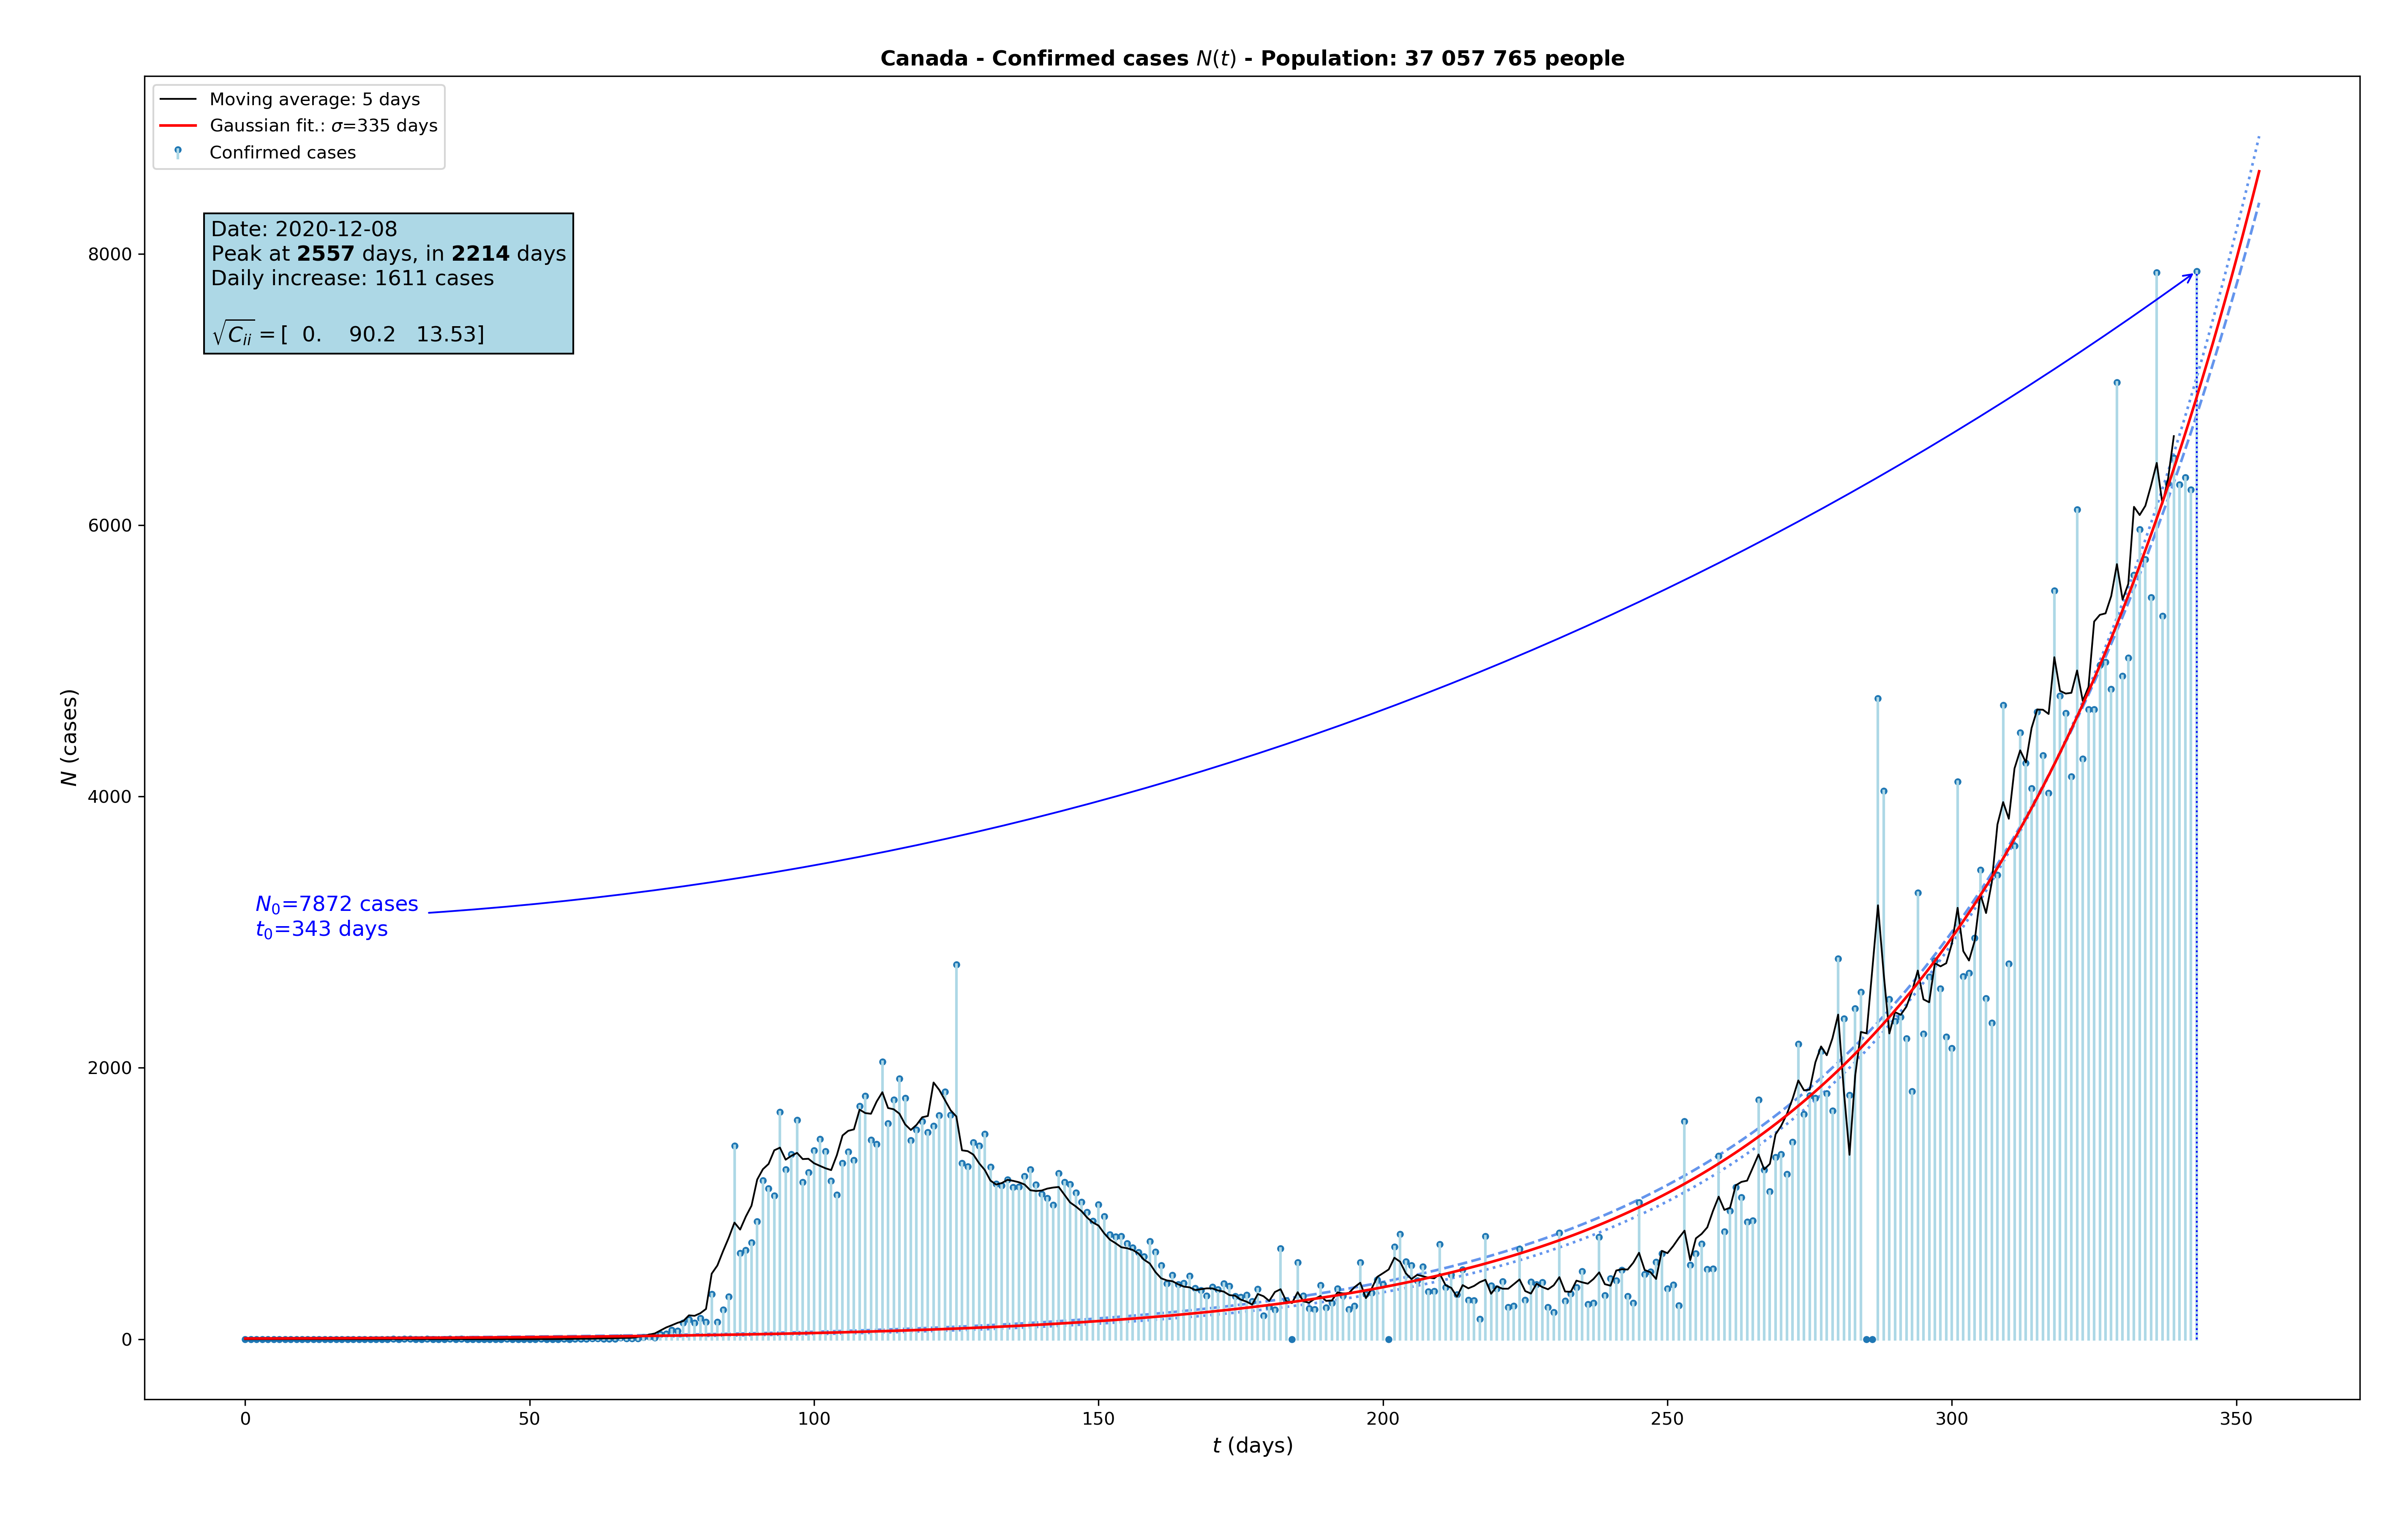 Canada - Confirmed cases N(t) - Population: 37 057 765 people
Moving average: 5 days
Gaussian fit.: σ=335 days
Confirmed cases
Date: 2020-12-08
Peak at 2557 days, in 2214 days
Daily increase: 1611 cases
√C_ii = [ 0. 90.2 13.53]
N_0=7872 cases
t_0=343 days
N (cases)
8000
6000
4000
2000
0
0 50 100 150 200 250 300 350
t (days)